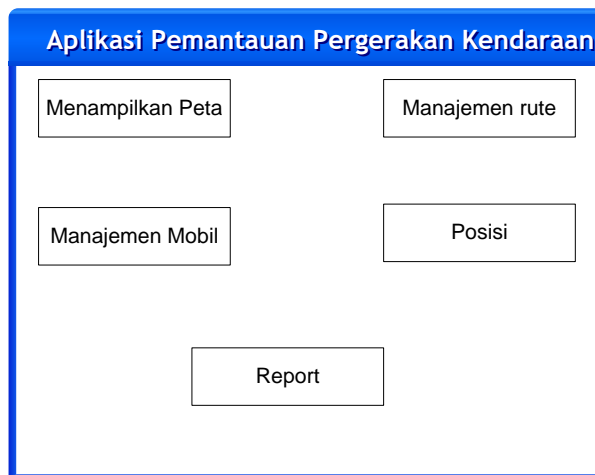 Aplikasi Pemantauan Pergerakan Kendaraan
Menampilkan Peta
Manajemen rute
Manajemen Mobil
Posisi
Report